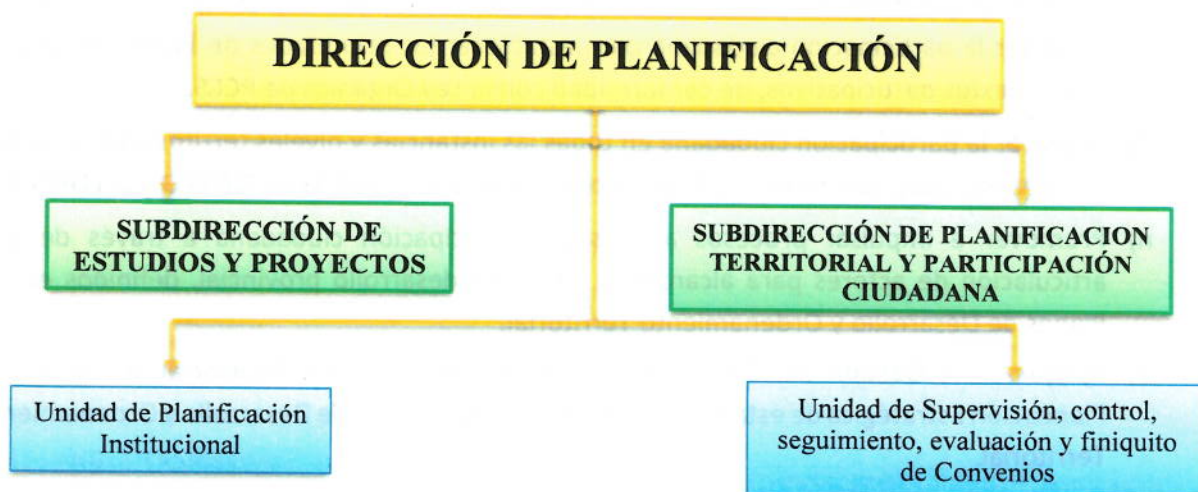 DIRECCIÓN DE PLANIFICACIÓN
SUBDIRECCIÓN DE
ESTUDIOS Y PROYECTOS
SUBDIRECCIÓN DE PLANIFICACION
TERRITORIAL Y PARTICIPACIÓN
CIUDADANA
Unidad de Planificación
Institucional
Unidad de Supervisión, control,
seguimiento, evaluación y finiquito
de Convenios